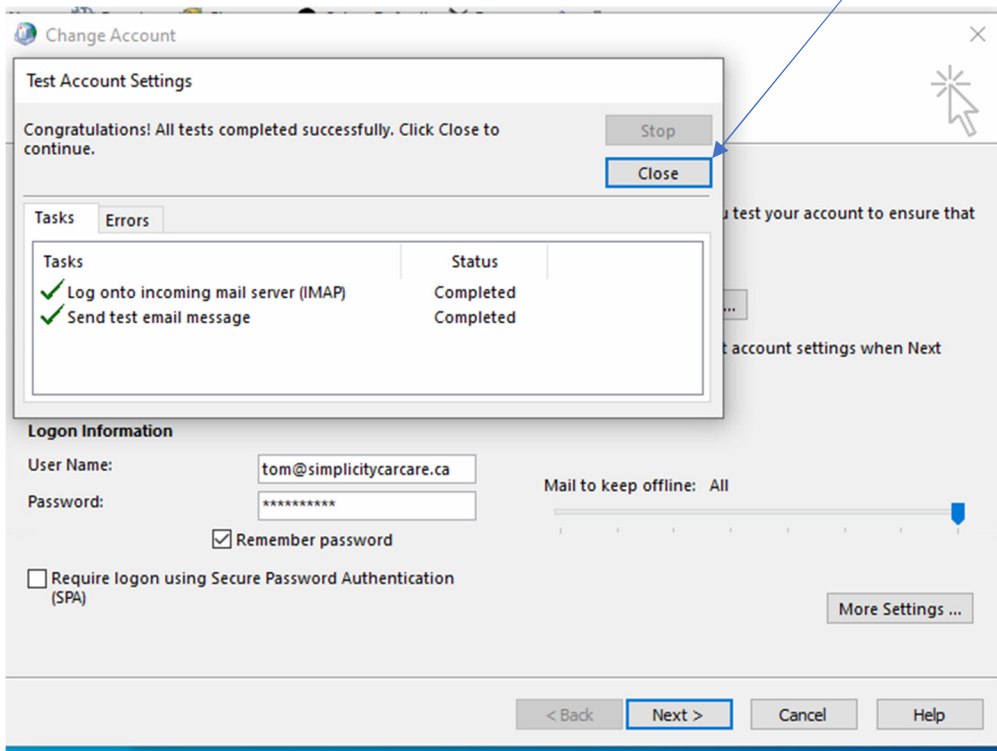 Change Account
Test Account Settings
Congratulations! All tests completed successfully. Click Close to
continue.
Stop
Close
Tasks
Errors
Tasks Status
Log onto incoming mail server (IMAP) Completed
Send test email message Completed
test your account to ensure that
...
account settings when Next
Logon Information
User Name: tom@simplicitycarcare.ca
Password: **********
Remember password
Require logon using Secure Password Authentication
(SPA)
Mail to keep offline: All
More Settings ...
< Back Next > Cancel Help